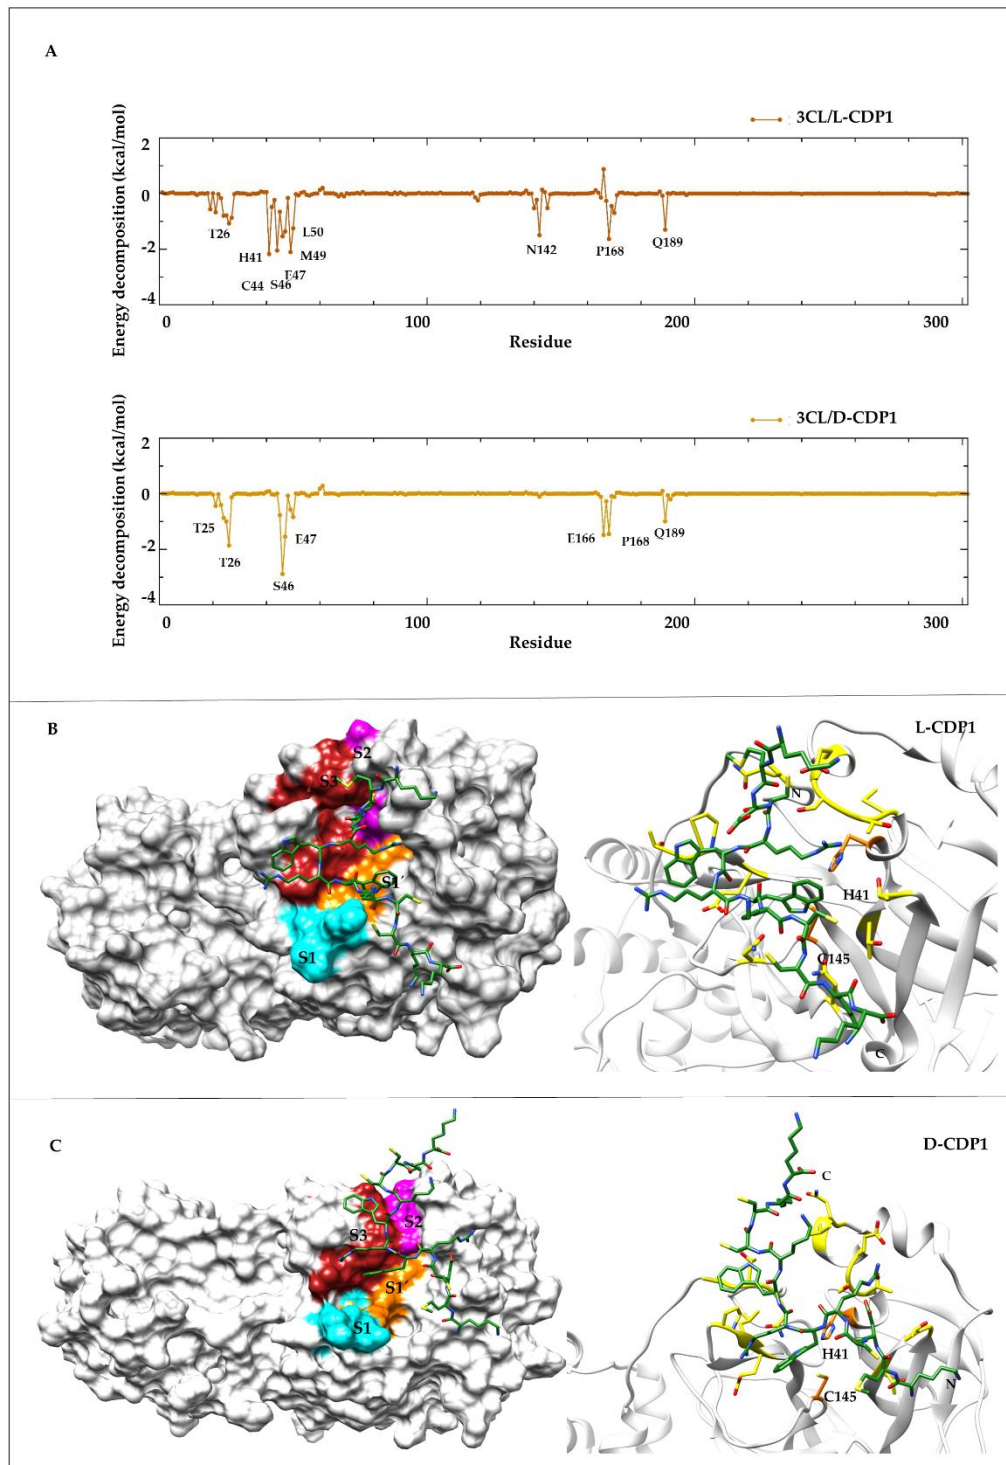 A
3CL/L-CDP1
Energy decomposition (kcal/mol)
2
0
-2
-4
T26
H41
C44
S46
E47
M49
L50
N142
P168
Q189
0
100
200
300
Residue
3CL/D-CDP1
Energy decomposition (kcal/mol)
2
0
-2
-4
T25
T26
S46
E47
E166
P168
Q189
0
100
200
300
Residue
B
L-CDP1
S2
S3
S1´
S1
N
H41
C145
C
C
D-CDP1
S3
S2
S1´
S1
C
H41
C145
N